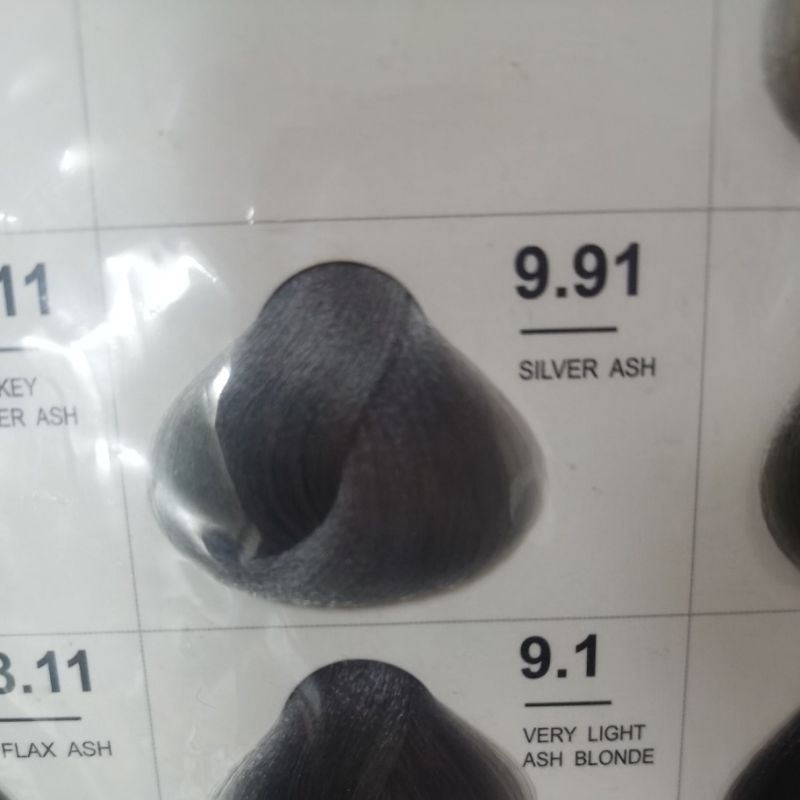 11
9.91
KEY
ER ASH
SILVER ASH
3.11
9.1
FLAX ASH
VERY LIGHT
ASH BLONDE